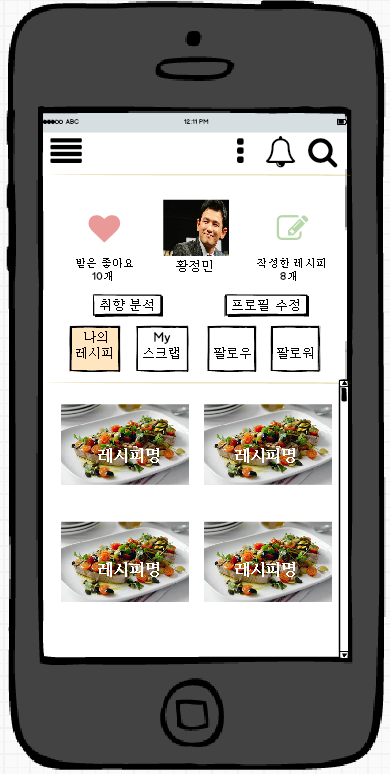 ABC 12:11 PM
받은 좋아요
10개
황정민
작성한 레시피
8개
취향 분석
프로필 수정
나의
레시피
My
스크랩
팔로우
팔로워
레시피명
레시피명
레시피명
레시피명